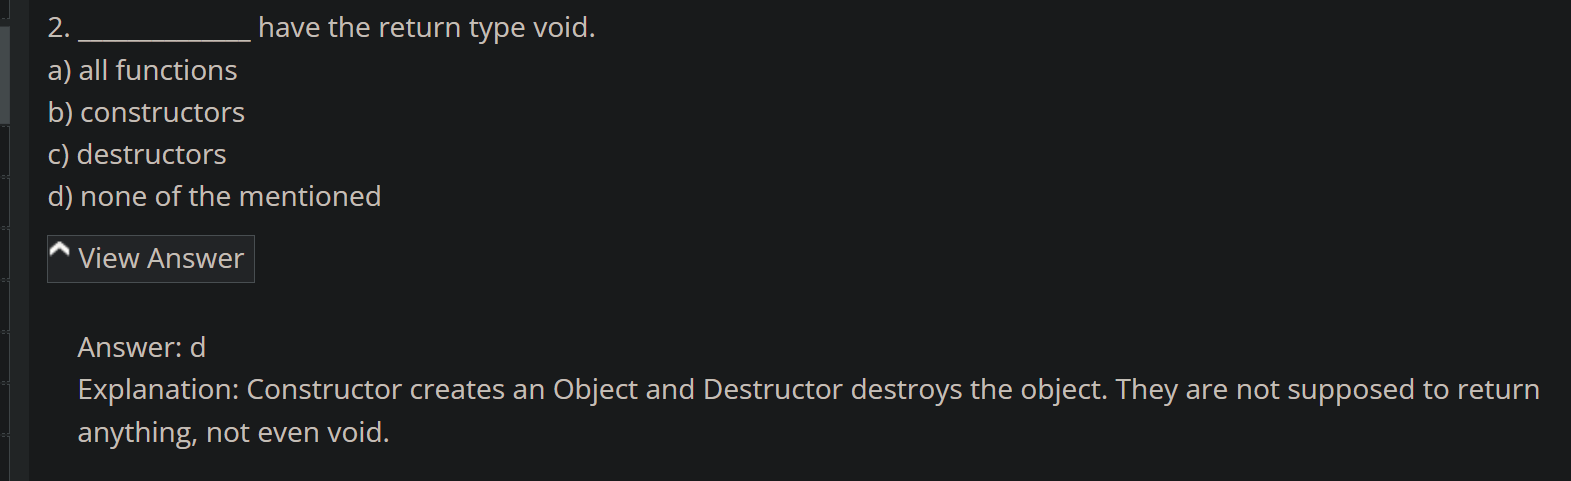 2. ______________ have the return type void.
a) all functions
b) constructors
c) destructors
d) none of the mentioned
View Answer
Answer: d
Explanation: Constructor creates an Object and Destructor destroys the object. They are not supposed to return
anything, not even void.